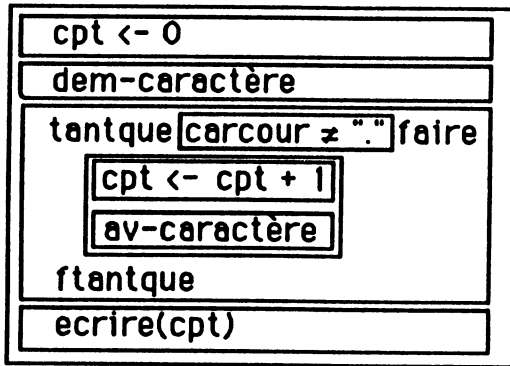 cpt <- 0
dem-caractère
tantque carcour ≠ "." faire
cpt <- cpt + 1
av-caractère
ftantque
ecrire(cpt)